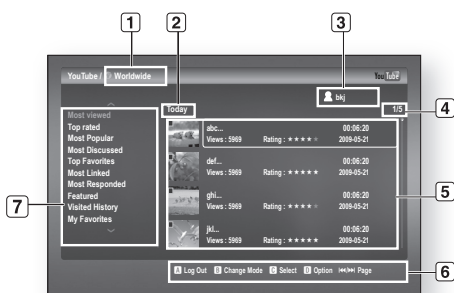 1
2
3
YouTube / Worldwide
YouTube
bkj
Today
1/5
4
Most viewed
Top rated
Most Popular
Most Discussed
Top Favorites
Most Linked
Most Responded
Featured
Visited History
My Favorites
7
abc... 00:06:20
Views : 5969 Rating : ★★★★★ 2009-05-21
def... 00:06:20
Views : 5969 Rating : ★★★★★ 2009-05-21
ghi... 00:06:20
Views : 5969 Rating : ★★★★★ 2009-05-21
jkl... 00:06:20
Views : 5969 Rating : ★★★★★ 2009-05-21
5
A Log Out B Change Mode C Select D Option ⏮/⏭ Page
6